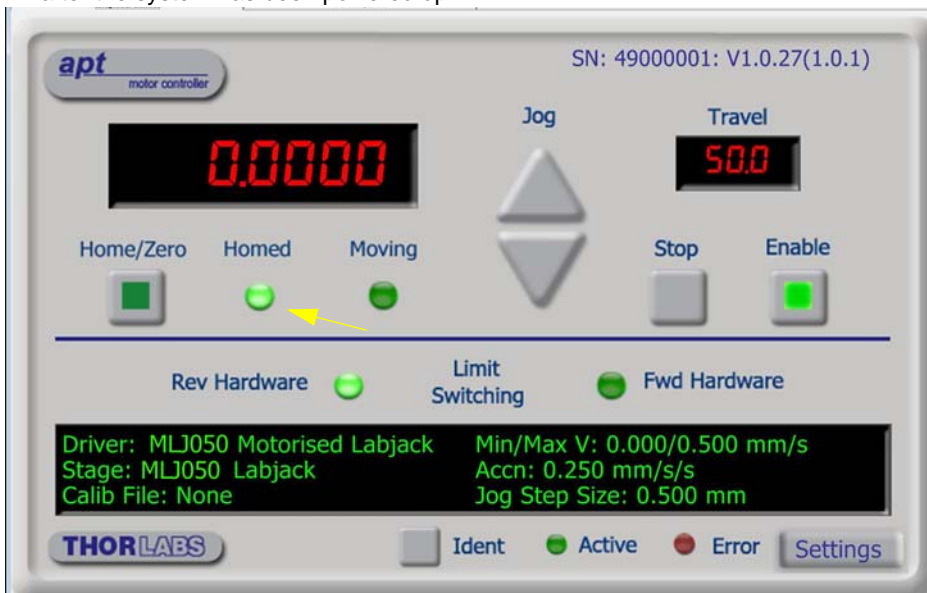 apt
motor controller
SN: 49000001: V1.0.27(1.0.1)
0.0000
Jog
Travel
50.0
Home/Zero
Homed
Moving
Stop
Enable
Rev Hardware
Limit
Switching
Fwd Hardware
Driver: MLJ050 Motorised Labjack
Stage: MLJ050 Labjack
Calib File: None
Min/Max V: 0.000/0.500 mm/s
Accn: 0.250 mm/s/s
Jog Step Size: 0.500 mm
THORLABS
Ident
Active
Error
Settings